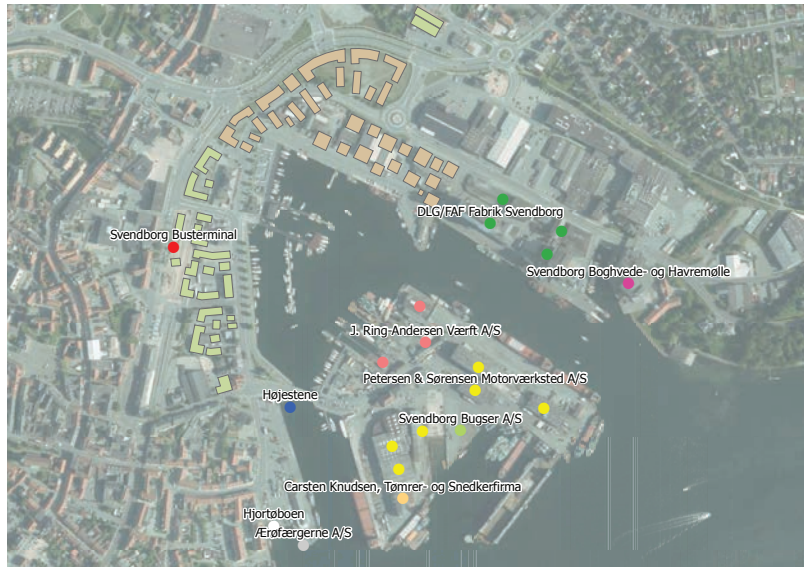 DLG/FAF Fabrik Svendborg
Svendborg Busterminal
Svendborg Boghvede- og Havremølle
J. Ring-Andersen Værft A/S
Petersen & Sørensen Motorværksted A/S
Højestene
Svendborg Bugser A/S
Carsten Knudsen, Tømrer- og Snedkerfirma
Hjortøboen
Ærøfærgerne A/S